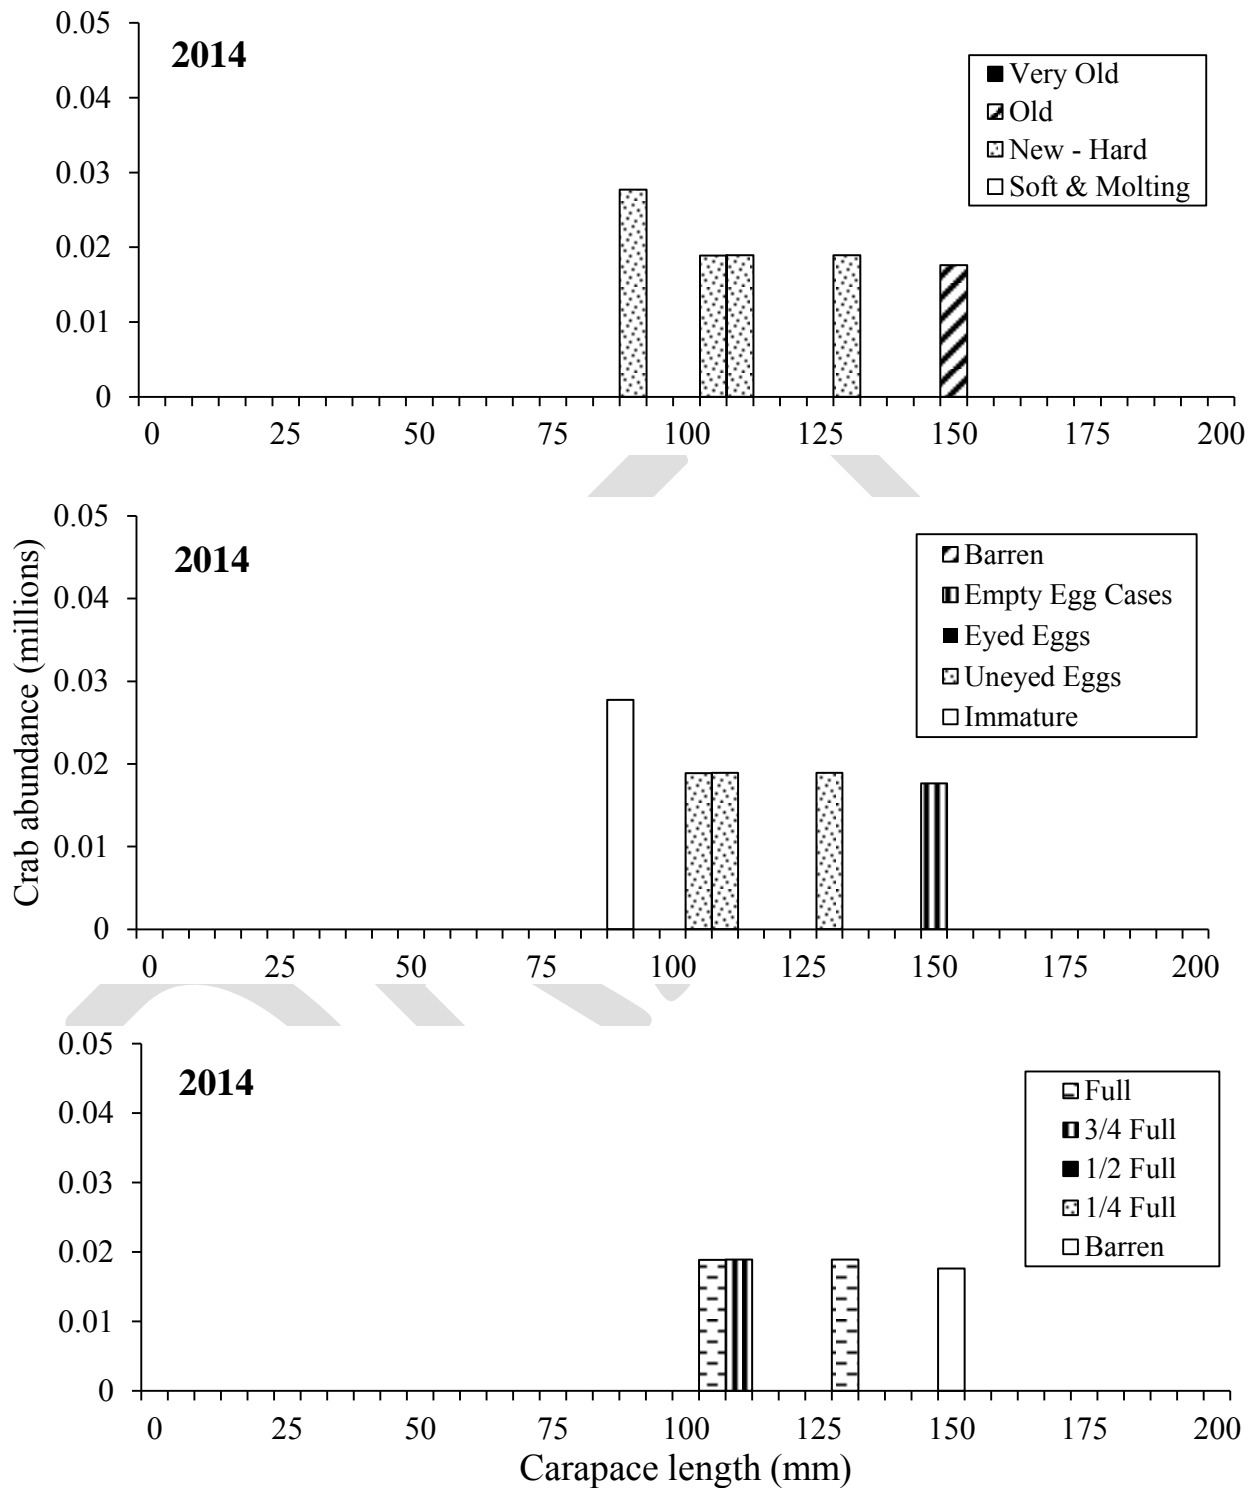 0.05
2014
Very Old
0.04
Old
New - Hard
0.03
Soft & Molting
0.02
0.01
0
0 25 50 75 100 125 150 175 200
0.05
2014
Barren
0.04
Empty Egg Cases
Eyed Eggs
0.03
Uneyed Eggs
Immature
0.02
0.01
0
0 25 50 75 100 125 150 175 200
Crab abundance (millions)
0.05
2014
Full
0.04
3/4 Full
1/2 Full
0.03
1/4 Full
0.02
Barren
0.01
0
0 25 50 75 100 125 150 175 200
Carapace length (mm)